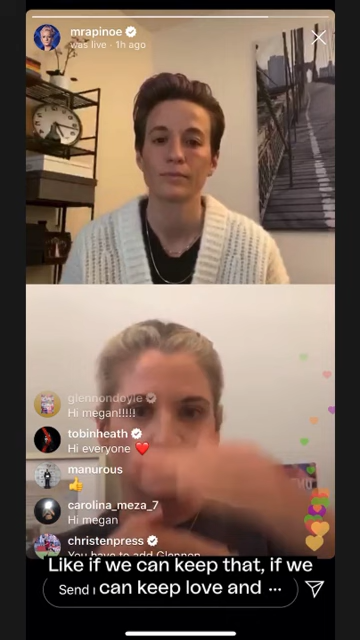 mrapinoe
was live · 1h ago
glennondoyle
Hi megan!!!!!
tobinheath
Hi everyone ❤️
manurous
👍
carolina_meza_7
Hi megan
christenpress
You have to add Glennon
Like if we can keep that, if we
Send
can keep love and ...